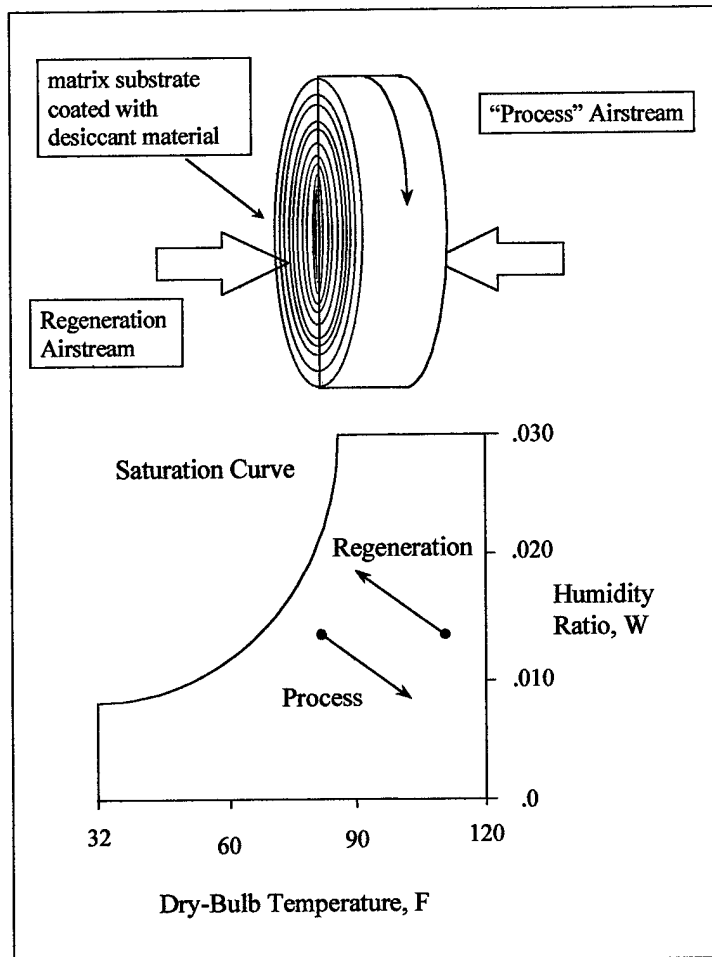 matrix substrate
coated with
desiccant material
“Process” Airstream
Regeneration
Airstream
Saturation Curve
.030
Regeneration
.020
Humidity
Ratio, W
Process
.010
.0
32
60
90
120
Dry-Bulb Temperature, F